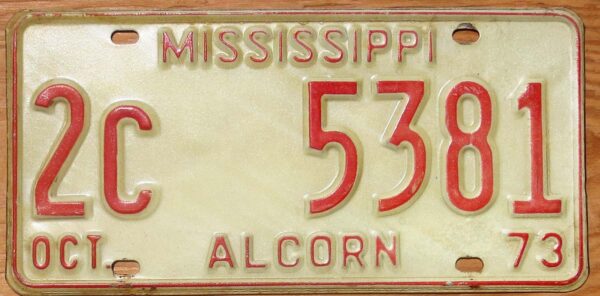 MISSISSIPPI
2C 5381
OCT. ALCORN 73